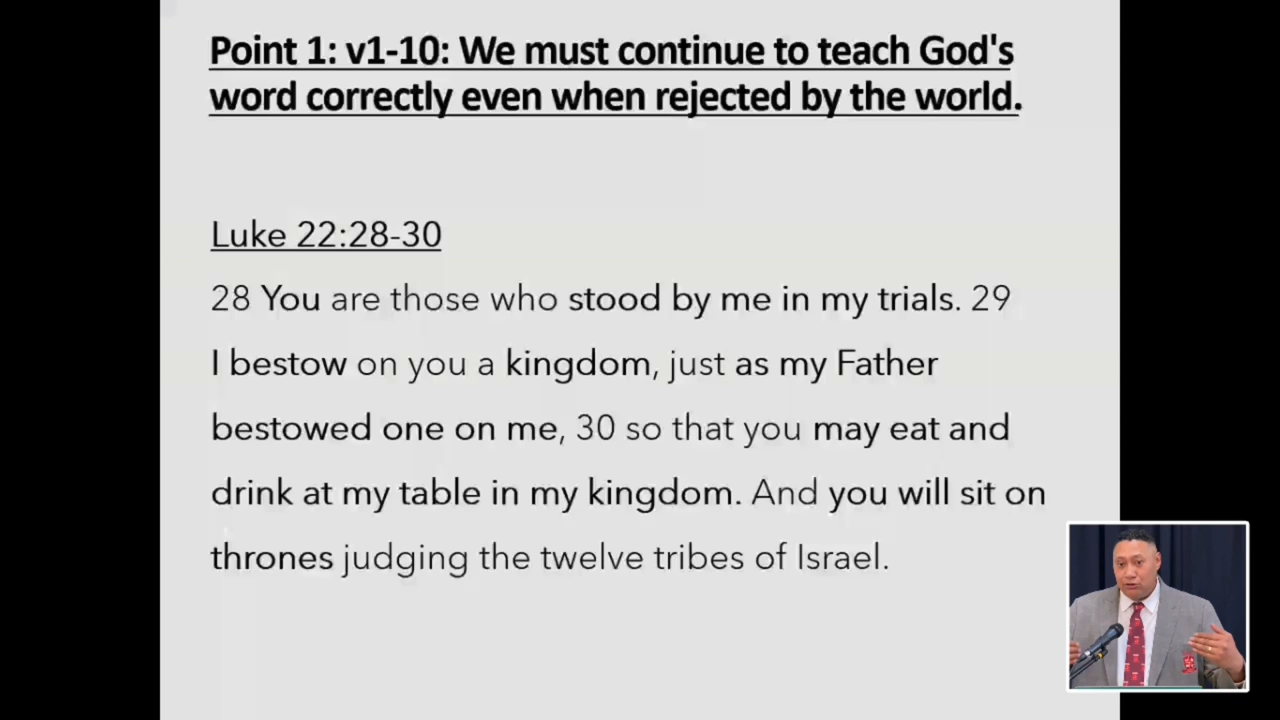 Point 1: v1-10: We must continue to teach God's
word correctly even when rejected by the world.
Luke 22:28-30
28 You are those who stood by me in my trials. 29
I bestow on you a kingdom, just as my Father
bestowed one on me, 30 so that you may eat and
drink at my table in my kingdom. And you will sit on
thrones judging the twelve tribes of Israel.